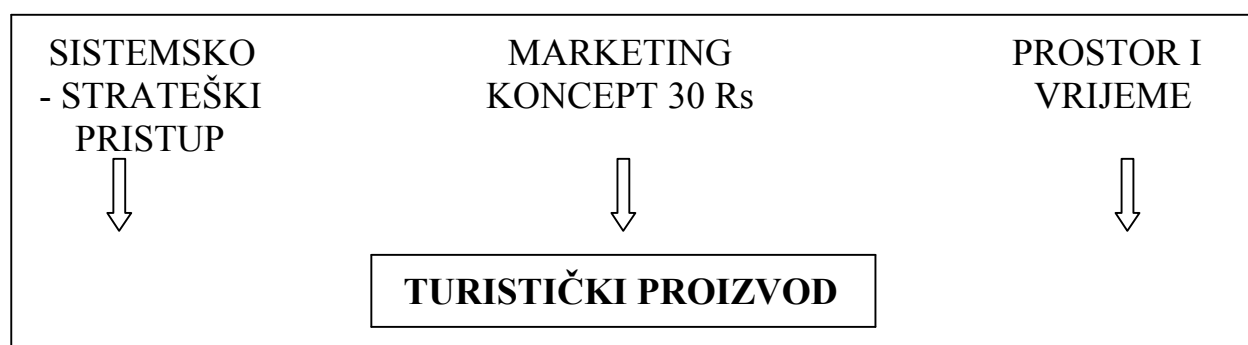 SISTEMSKO
- STRATEŠKI
PRISTUP
MARKETING
KONCEPT 30 Rs
PROSTOR I
VRIJEME
TURISTIČKI PROIZVOD